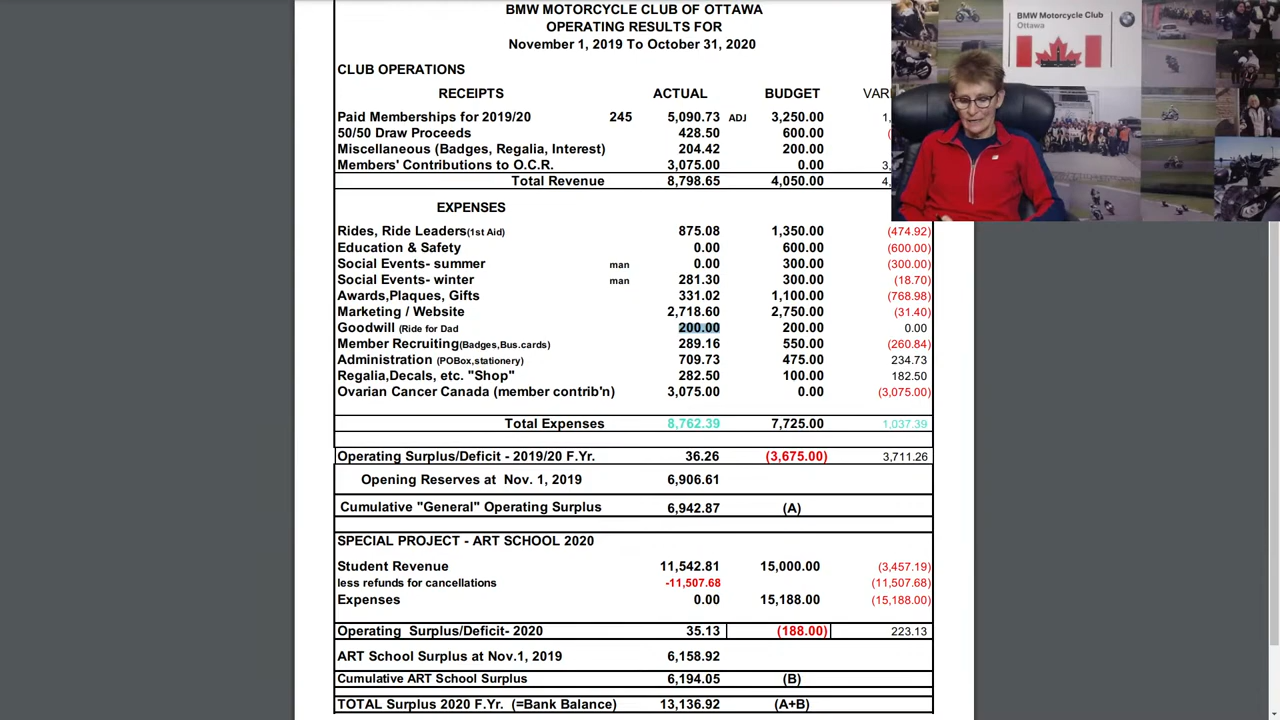 BMW MOTORCYCLE CLUB OF OTTAWA
OPERATING RESULTS FOR
November 1, 2019 To October 31, 2020
CLUB OPERATIONS
RECEIPTS ACTUAL BUDGET VAR
Paid Memberships for 2019/20 245 5,090.73 ADJ 3,250.00 1,
50/50 Draw Proceeds 428.50 600.00 (
Miscellaneous (Badges, Regalia, Interest) 204.42 200.00
Members' Contributions to O.C.R. 3,075.00 0.00 3,
Total Revenue 8,798.65 4,050.00 4,
EXPENSES
Rides, Ride Leaders(1st Aid) 875.08 1,350.00 (474.92)
Education & Safety 0.00 600.00 (600.00)
Social Events- summer man 0.00 300.00 (300.00)
Social Events- winter man 281.30 300.00 (18.70)
Awards,Plaques, Gifts 331.02 1,100.00 (768.98)
Marketing / Website 2,718.60 2,750.00 (31.40)
Goodwill (Ride for Dad 200.00 200.00 0.00
Member Recruiting(Badges,Bus.cards) 289.16 550.00 (260.84)
Administration (POBox,stationery) 709.73 475.00 234.73
Regalia,Decals, etc. "Shop" 282.50 100.00 182.50
Ovarian Cancer Canada (member contrib'n) 3,075.00 0.00 (3,075.00)
Total Expenses 8,762.39 7,725.00 1,037.39
Operating Surplus/Deficit - 2019/20 F.Yr. 36.26 (3,675.00) 3,711.26
Opening Reserves at Nov. 1, 2019 6,906.61
Cumulative "General" Operating Surplus 6,942.87 (A)
SPECIAL PROJECT - ART SCHOOL 2020
Student Revenue 11,542.81 15,000.00 (3,457.19)
less refunds for cancellations -11,507.68 (11,507.68)
Expenses 0.00 15,188.00 (15,188.00)
Operating Surplus/Deficit- 2020 35.13 (188.00) 223.13
ART School Surplus at Nov.1, 2019 6,158.92
Cumulative ART School Surplus 6,194.05 (B)
TOTAL Surplus 2020 F.Yr. (=Bank Balance) 13,136.92 (A+B)
BMW Motorcycle Club
Ottawa